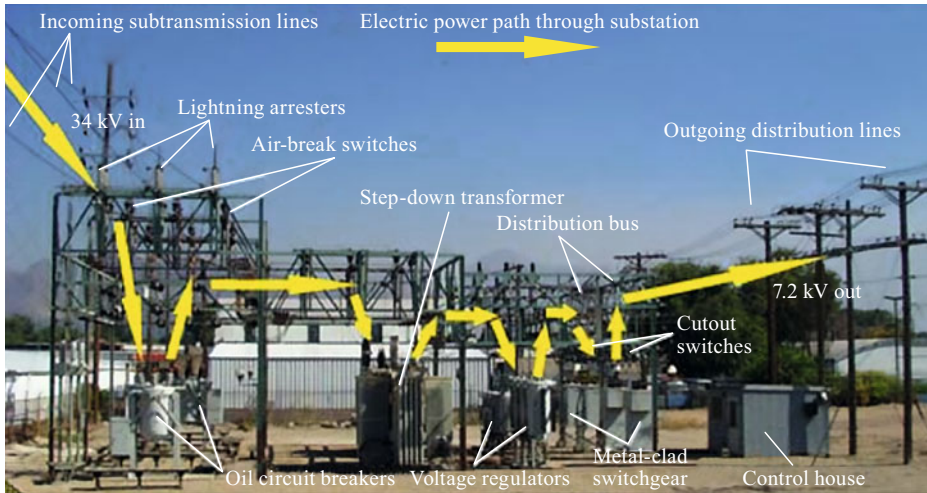 Incoming subtransmission lines
Electric power path through substation
34 kV in
Lightning arresters
Air-break switches
Outgoing distribution lines
Step-down transformer
Distribution bus
7.2 kV out
Cutout
switches
Oil circuit breakers
Voltage regulators
Metal-clad
switchgear
Control house